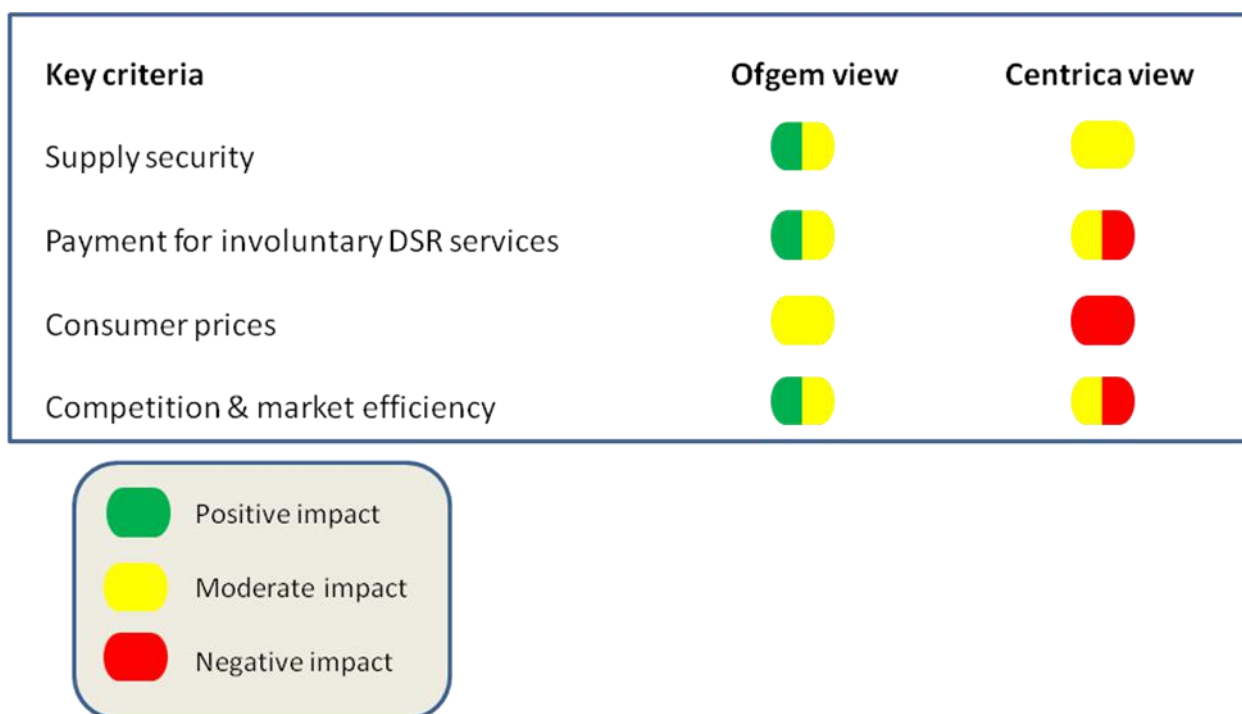 Key criteria Ofgem view Centrica view
Supply security
Payment for involuntary DSR services
Consumer prices
Competition & market efficiency
Positive impact
Moderate impact
Negative impact